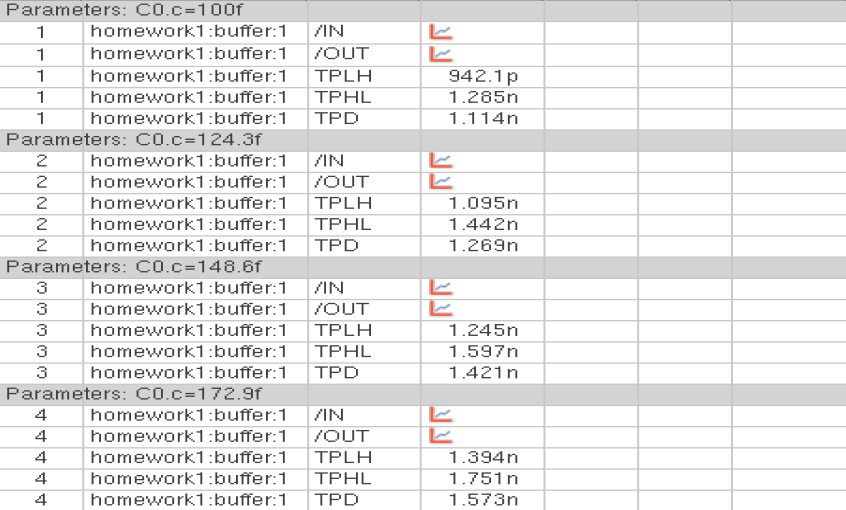 Parameters: C0.c=100f
1 homework1:buffer:1 /IN
1 homework1:buffer:1 /OUT
1 homework1:buffer:1 TPLH 942.1p
1 homework1:buffer:1 TPHL 1.285n
1 homework1:buffer:1 TPD 1.114n
Parameters: C0.c=124.3f
2 homework1:buffer:1 /IN
2 homework1:buffer:1 /OUT
2 homework1:buffer:1 TPLH 1.095n
2 homework1:buffer:1 TPHL 1.442n
2 homework1:buffer:1 TPD 1.269n
Parameters: C0.c=148.6f
3 homework1:buffer:1 /IN
3 homework1:buffer:1 /OUT
3 homework1:buffer:1 TPLH 1.245n
3 homework1:buffer:1 TPHL 1.597n
3 homework1:buffer:1 TPD 1.421n
Parameters: C0.c=172.9f
4 homework1:buffer:1 /IN
4 homework1:buffer:1 /OUT
4 homework1:buffer:1 TPLH 1.394n
4 homework1:buffer:1 TPHL 1.751n
4 homework1:buffer:1 TPD 1.573n